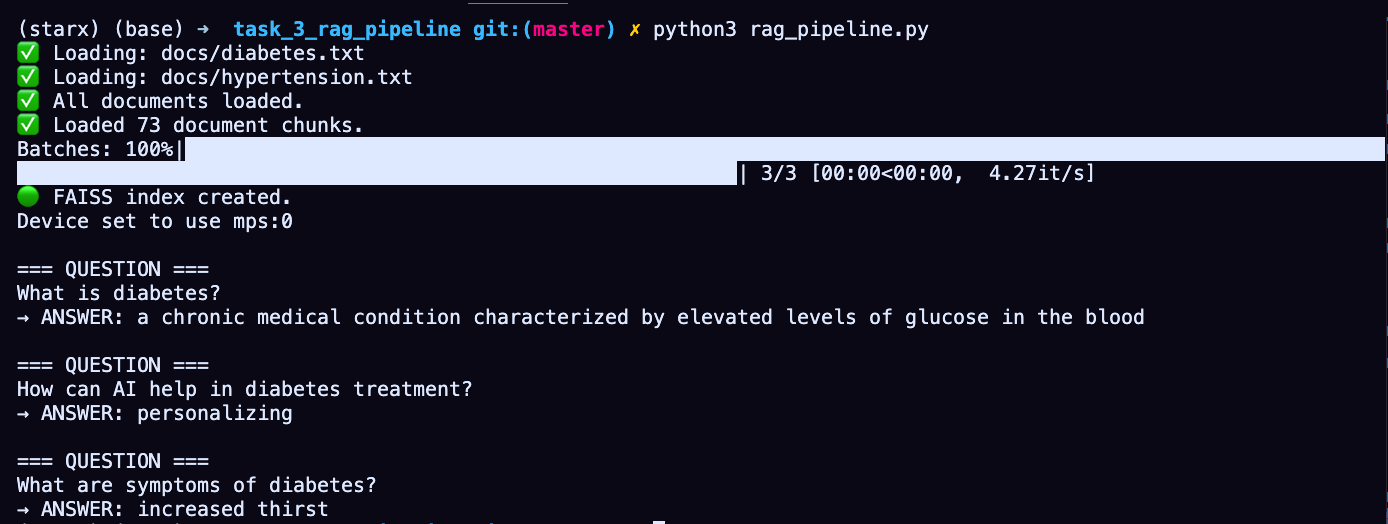 (starx) (base) ➜ task_3_rag_pipeline git:(master) ✗ python3 rag_pipeline.py
✅ Loading: docs/diabetes.txt
✅ Loading: docs/hypertension.txt
✅ All documents loaded.
✅ Loaded 73 document chunks.
Batches: 100%|
| 3/3 [00:00<00:00, 4.27it/s]
🟢 FAISS index created.
Device set to use mps:0
=== QUESTION ===
What is diabetes?
→ ANSWER: a chronic medical condition characterized by elevated levels of glucose in the blood
=== QUESTION ===
How can AI help in diabetes treatment?
→ ANSWER: personalizing
=== QUESTION ===
What are symptoms of diabetes?
→ ANSWER: increased thirst